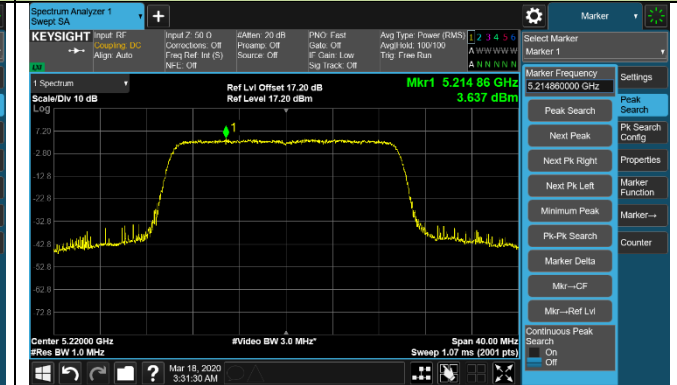 Spectrum Analyzer 1
Swept SA
Marker
KEYSIGHT
Input: RF
Coupling: DC
Align: Auto
Input Z: 50 Ω
Corrections: Off
Freq Ref: Int (S)
NFE: Off
#Atten: 20 dB
Preamp: Off
Source: Off
PNO: Fast
Gate: Off
IF Gain: Low
Sig Track: Off
Avg Type: Power (RMS)
Avg|Hold: 100/100
Trig: Free Run
1 2 3 4 5 6
A W W W W W
A N N N N N
LXI
Select Marker
Marker 1
1 Spectrum
Scale/Div 10 dB
Log
Ref Lvl Offset 17.20 dB
Ref Level 17.20 dBm
Mkr1 5.214 86 GHz
3.637 dBm
1
7.20
-2.80
-12.8
-22.8
-32.8
-42.8
-52.8
-62.8
-72.8
Center 5.22000 GHz
#Res BW 1.0 MHz
#Video BW 3.0 MHz*
Span 40.00 MHz
Sweep 1.07 ms (2001 pts)
Marker Frequency
5.214860000 GHz
Peak Search
Next Peak
Next Pk Right
Next Pk Left
Minimum Peak
Pk-Pk Search
Marker Delta
Mkr→CF
Mkr→Ref Lvl
Continuous Peak
Search
On
Off
Settings
Peak
Search
Pk Search
Config
Properties
Marker
Function
Marker→
Counter
Mar 18, 2020
3:31:30 AM